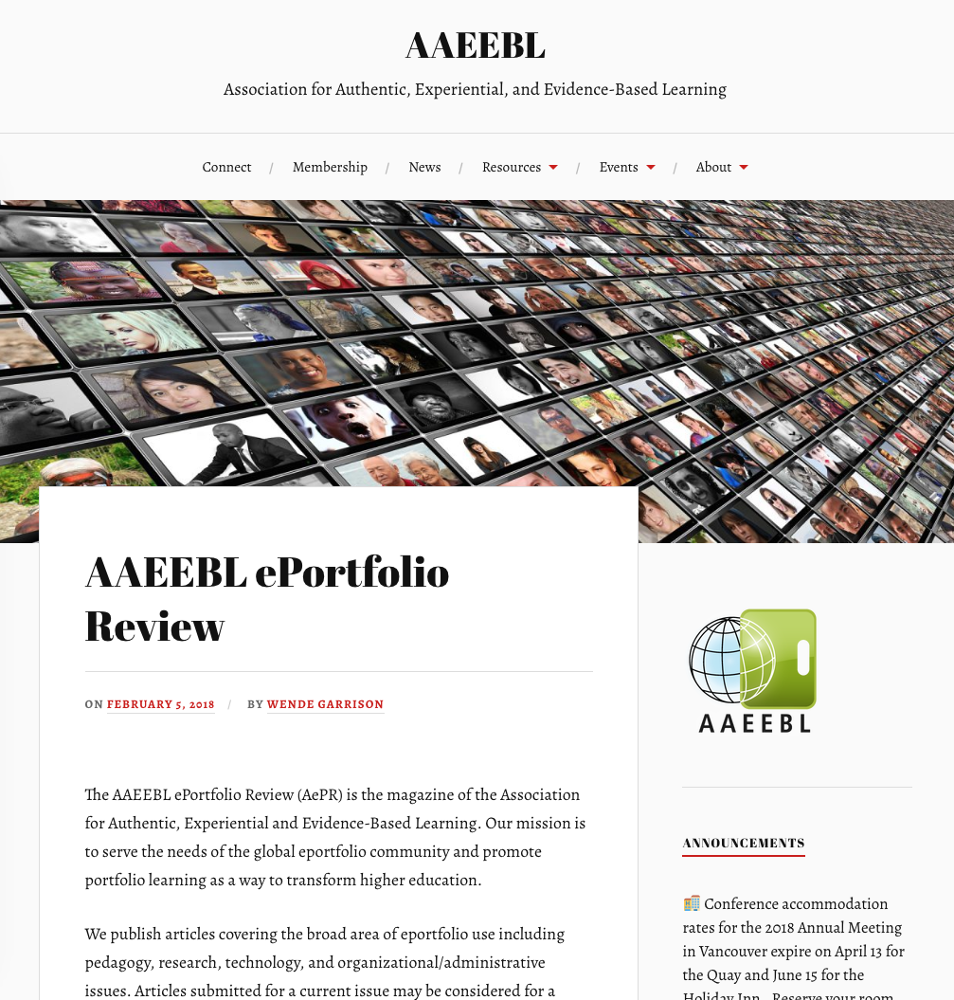 AAEEBL
Association for Authentic, Experiential, and Evidence-Based Learning
Connect / Membership / News / Resources / Events / About
AAEEBL ePortfolio
Review
ON FEBRUARY 5, 2018 / BY WENDE GARRISON
The AAEEBL ePortfolio Review (AePR) is the magazine of the Association
for Authentic, Experiential and Evidence-Based Learning. Our mission is
to serve the needs of the global eportfolio community and promote
portfolio learning as a way to transform higher education.
We publish articles covering the broad area of eportfolio use including
pedagogy, research, technology, and organizational/administrative
issues. Articles submitted for a current issue may be considered for a
AAEEBL
ANNOUNCEMENTS
🏨 Conference accommodation
rates for the 2018 Annual Meeting
in Vancouver expire on April 13 for
the Quay and June 15 for the
Holiday Inn. Reserve your room